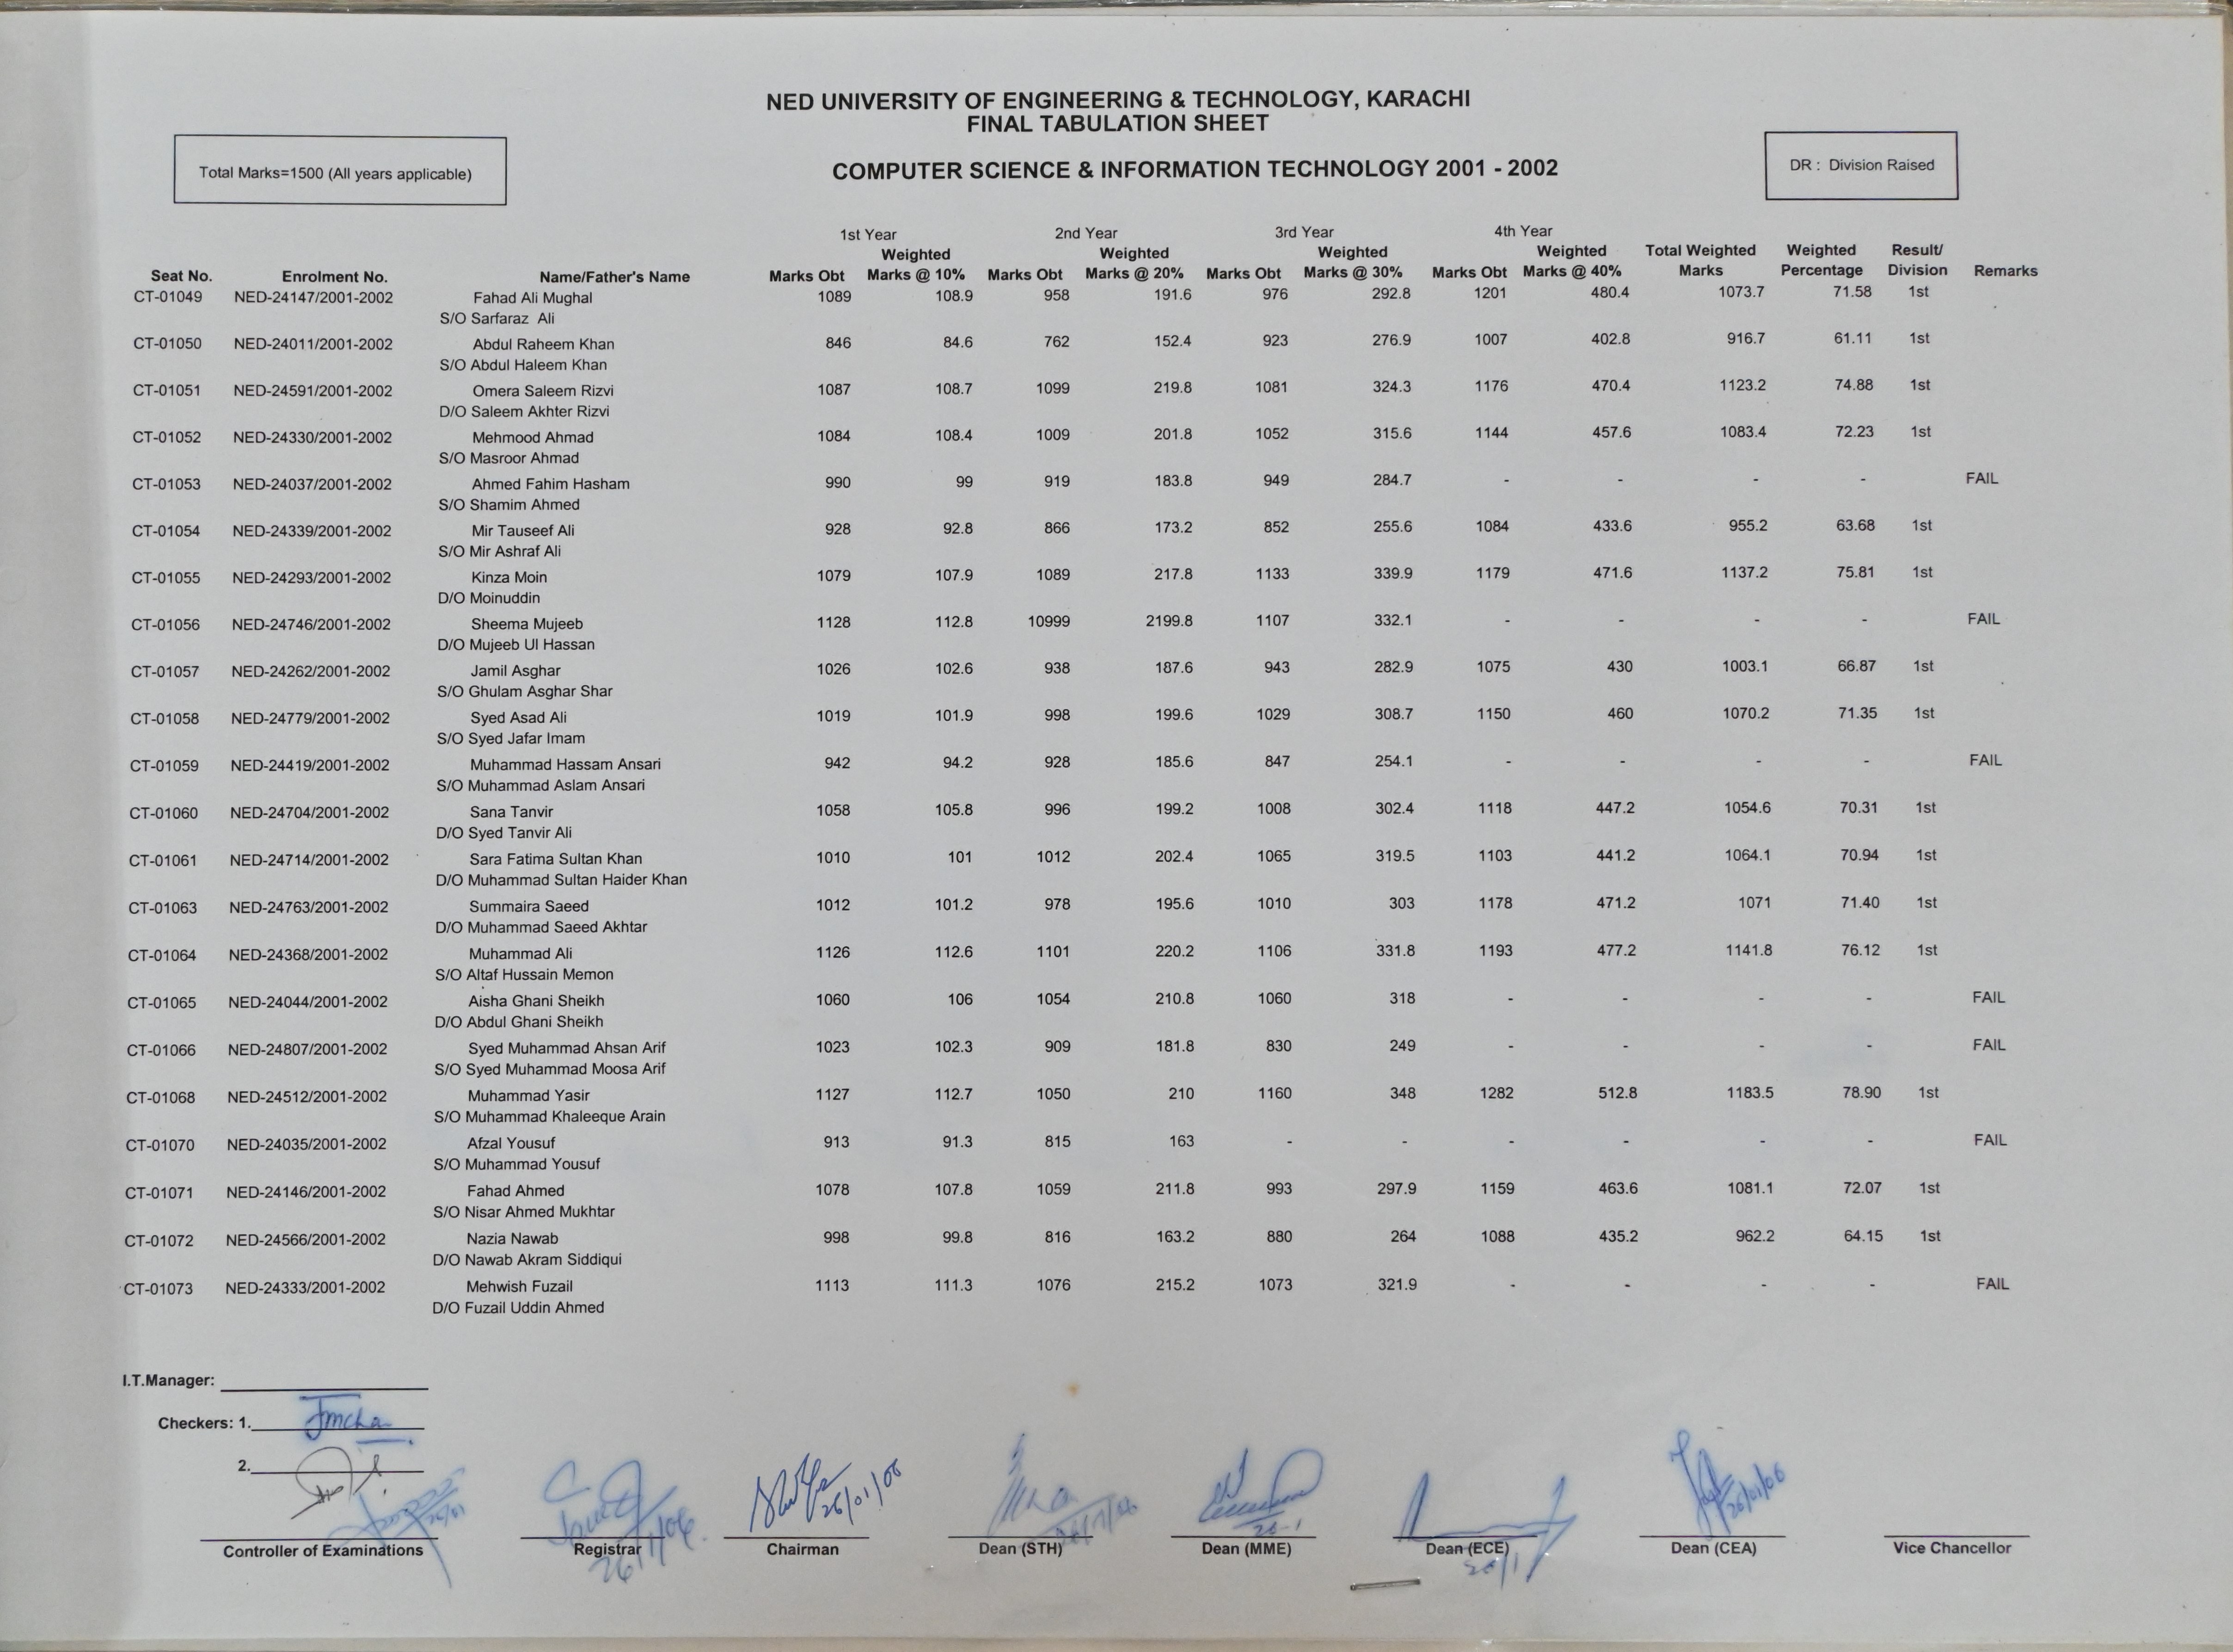 NED UNIVERSITY OF ENGINEERING & TECHNOLOGY, KARACHI
FINAL TABULATION SHEET
Total Marks=1500 (All years applicable)
COMPUTER SCIENCE & INFORMATION TECHNOLOGY 2001 - 2002
DR : Division Raised
1st Year 2nd Year 3rd Year 4th Year
Weighted Weighted Weighted Weighted Total Weighted Weighted Result/
Seat No. Enrolment No. Name/Father's Name Marks Obt Marks @ 10% Marks Obt Marks @ 20% Marks Obt Marks @ 30% Marks Obt Marks @ 40% Marks Percentage Division Remarks
CT-01049 NED-24147/2001-2002 Fahad Ali Mughal 1089 108.9 958 191.6 976 292.8 1201 480.4 1073.7 71.58 1st
S/O Sarfaraz Ali
CT-01050 NED-24011/2001-2002 Abdul Raheem Khan 846 84.6 762 152.4 923 276.9 1007 402.8 916.7 61.11 1st
S/O Abdul Haleem Khan
CT-01051 NED-24591/2001-2002 Omera Saleem Rizvi 1087 108.7 1099 219.8 1081 324.3 1176 470.4 1123.2 74.88 1st
D/O Saleem Akhter Rizvi
CT-01052 NED-24330/2001-2002 Mehmood Ahmad 1084 108.4 1009 201.8 1052 315.6 1144 457.6 1083.4 72.23 1st
S/O Masroor Ahmad
CT-01053 NED-24037/2001-2002 Ahmed Fahim Hasham 990 99 919 183.8 949 284.7 - - - - FAIL
S/O Shamim Ahmed
CT-01054 NED-24339/2001-2002 Mir Tauseef Ali 928 92.8 866 173.2 852 255.6 1084 433.6 955.2 63.68 1st
S/O Mir Ashraf Ali
CT-01055 NED-24293/2001-2002 Kinza Moin 1079 107.9 1089 217.8 1133 339.9 1179 471.6 1137.2 75.81 1st
D/O Moinuddin
CT-01056 NED-24746/2001-2002 Sheema Mujeeb 1128 112.8 10999 2199.8 1107 332.1 - - - - FAIL
D/O Mujeeb Ul Hassan
CT-01057 NED-24262/2001-2002 Jamil Asghar 1026 102.6 938 187.6 943 282.9 1075 430 1003.1 66.87 1st
S/O Ghulam Asghar Shar
CT-01058 NED-24779/2001-2002 Syed Asad Ali 1019 101.9 998 199.6 1029 308.7 1150 460 1070.2 71.35 1st
S/O Syed Jafar Imam
CT-01059 NED-24419/2001-2002 Muhammad Hassam Ansari 942 94.2 928 185.6 847 254.1 - - - - FAIL
S/O Muhammad Aslam Ansari
CT-01060 NED-24704/2001-2002 Sana Tanvir 1058 105.8 996 199.2 1008 302.4 1118 447.2 1054.6 70.31 1st
D/O Syed Tanvir Ali
CT-01061 NED-24714/2001-2002 Sara Fatima Sultan Khan 1010 101 1012 202.4 1065 319.5 1103 441.2 1064.1 70.94 1st
D/O Muhammad Sultan Haider Khan
CT-01063 NED-24763/2001-2002 Summaira Saeed 1012 101.2 978 195.6 1010 303 1178 471.2 1071 71.40 1st
D/O Muhammad Saeed Akhtar
CT-01064 NED-24368/2001-2002 Muhammad Ali 1126 112.6 1101 220.2 1106 331.8 1193 477.2 1141.8 76.12 1st
S/O Altaf Hussain Memon
CT-01065 NED-24044/2001-2002 Aisha Ghani Sheikh 1060 106 1054 210.8 1060 318 - - - - FAIL
D/O Abdul Ghani Sheikh
CT-01066 NED-24807/2001-2002 Syed Muhammad Ahsan Arif 1023 102.3 909 181.8 830 249 - - - - FAIL
S/O Syed Muhammad Moosa Arif
CT-01068 NED-24512/2001-2002 Muhammad Yasir 1127 112.7 1050 210 1160 348 1282 512.8 1183.5 78.90 1st
S/O Muhammad Khaleeque Arain
CT-01070 NED-24035/2001-2002 Afzal Yousuf 913 91.3 815 163 - - - - - - FAIL
S/O Muhammad Yousuf
CT-01071 NED-24146/2001-2002 Fahad Ahmed 1078 107.8 1059 211.8 993 297.9 1159 463.6 1081.1 72.07 1st
S/O Nisar Ahmed Mukhtar
CT-01072 NED-24566/2001-2002 Nazia Nawab 998 99.8 816 163.2 880 264 1088 435.2 962.2 64.15 1st
D/O Nawab Akram Siddiqui
CT-01073 NED-24333/2001-2002 Mehwish Fuzail 1113 111.3 1076 215.2 1073 321.9 - - - - FAIL
D/O Fuzail Uddin Ahmed
I.T.Manager:
Checkers: 1.
2.
26/01/06 26/01/06
Controller of Examinations Registrar Chairman Dean (STH) Dean (MME) Dean (ECE) Dean (CEA) Vice Chancellor